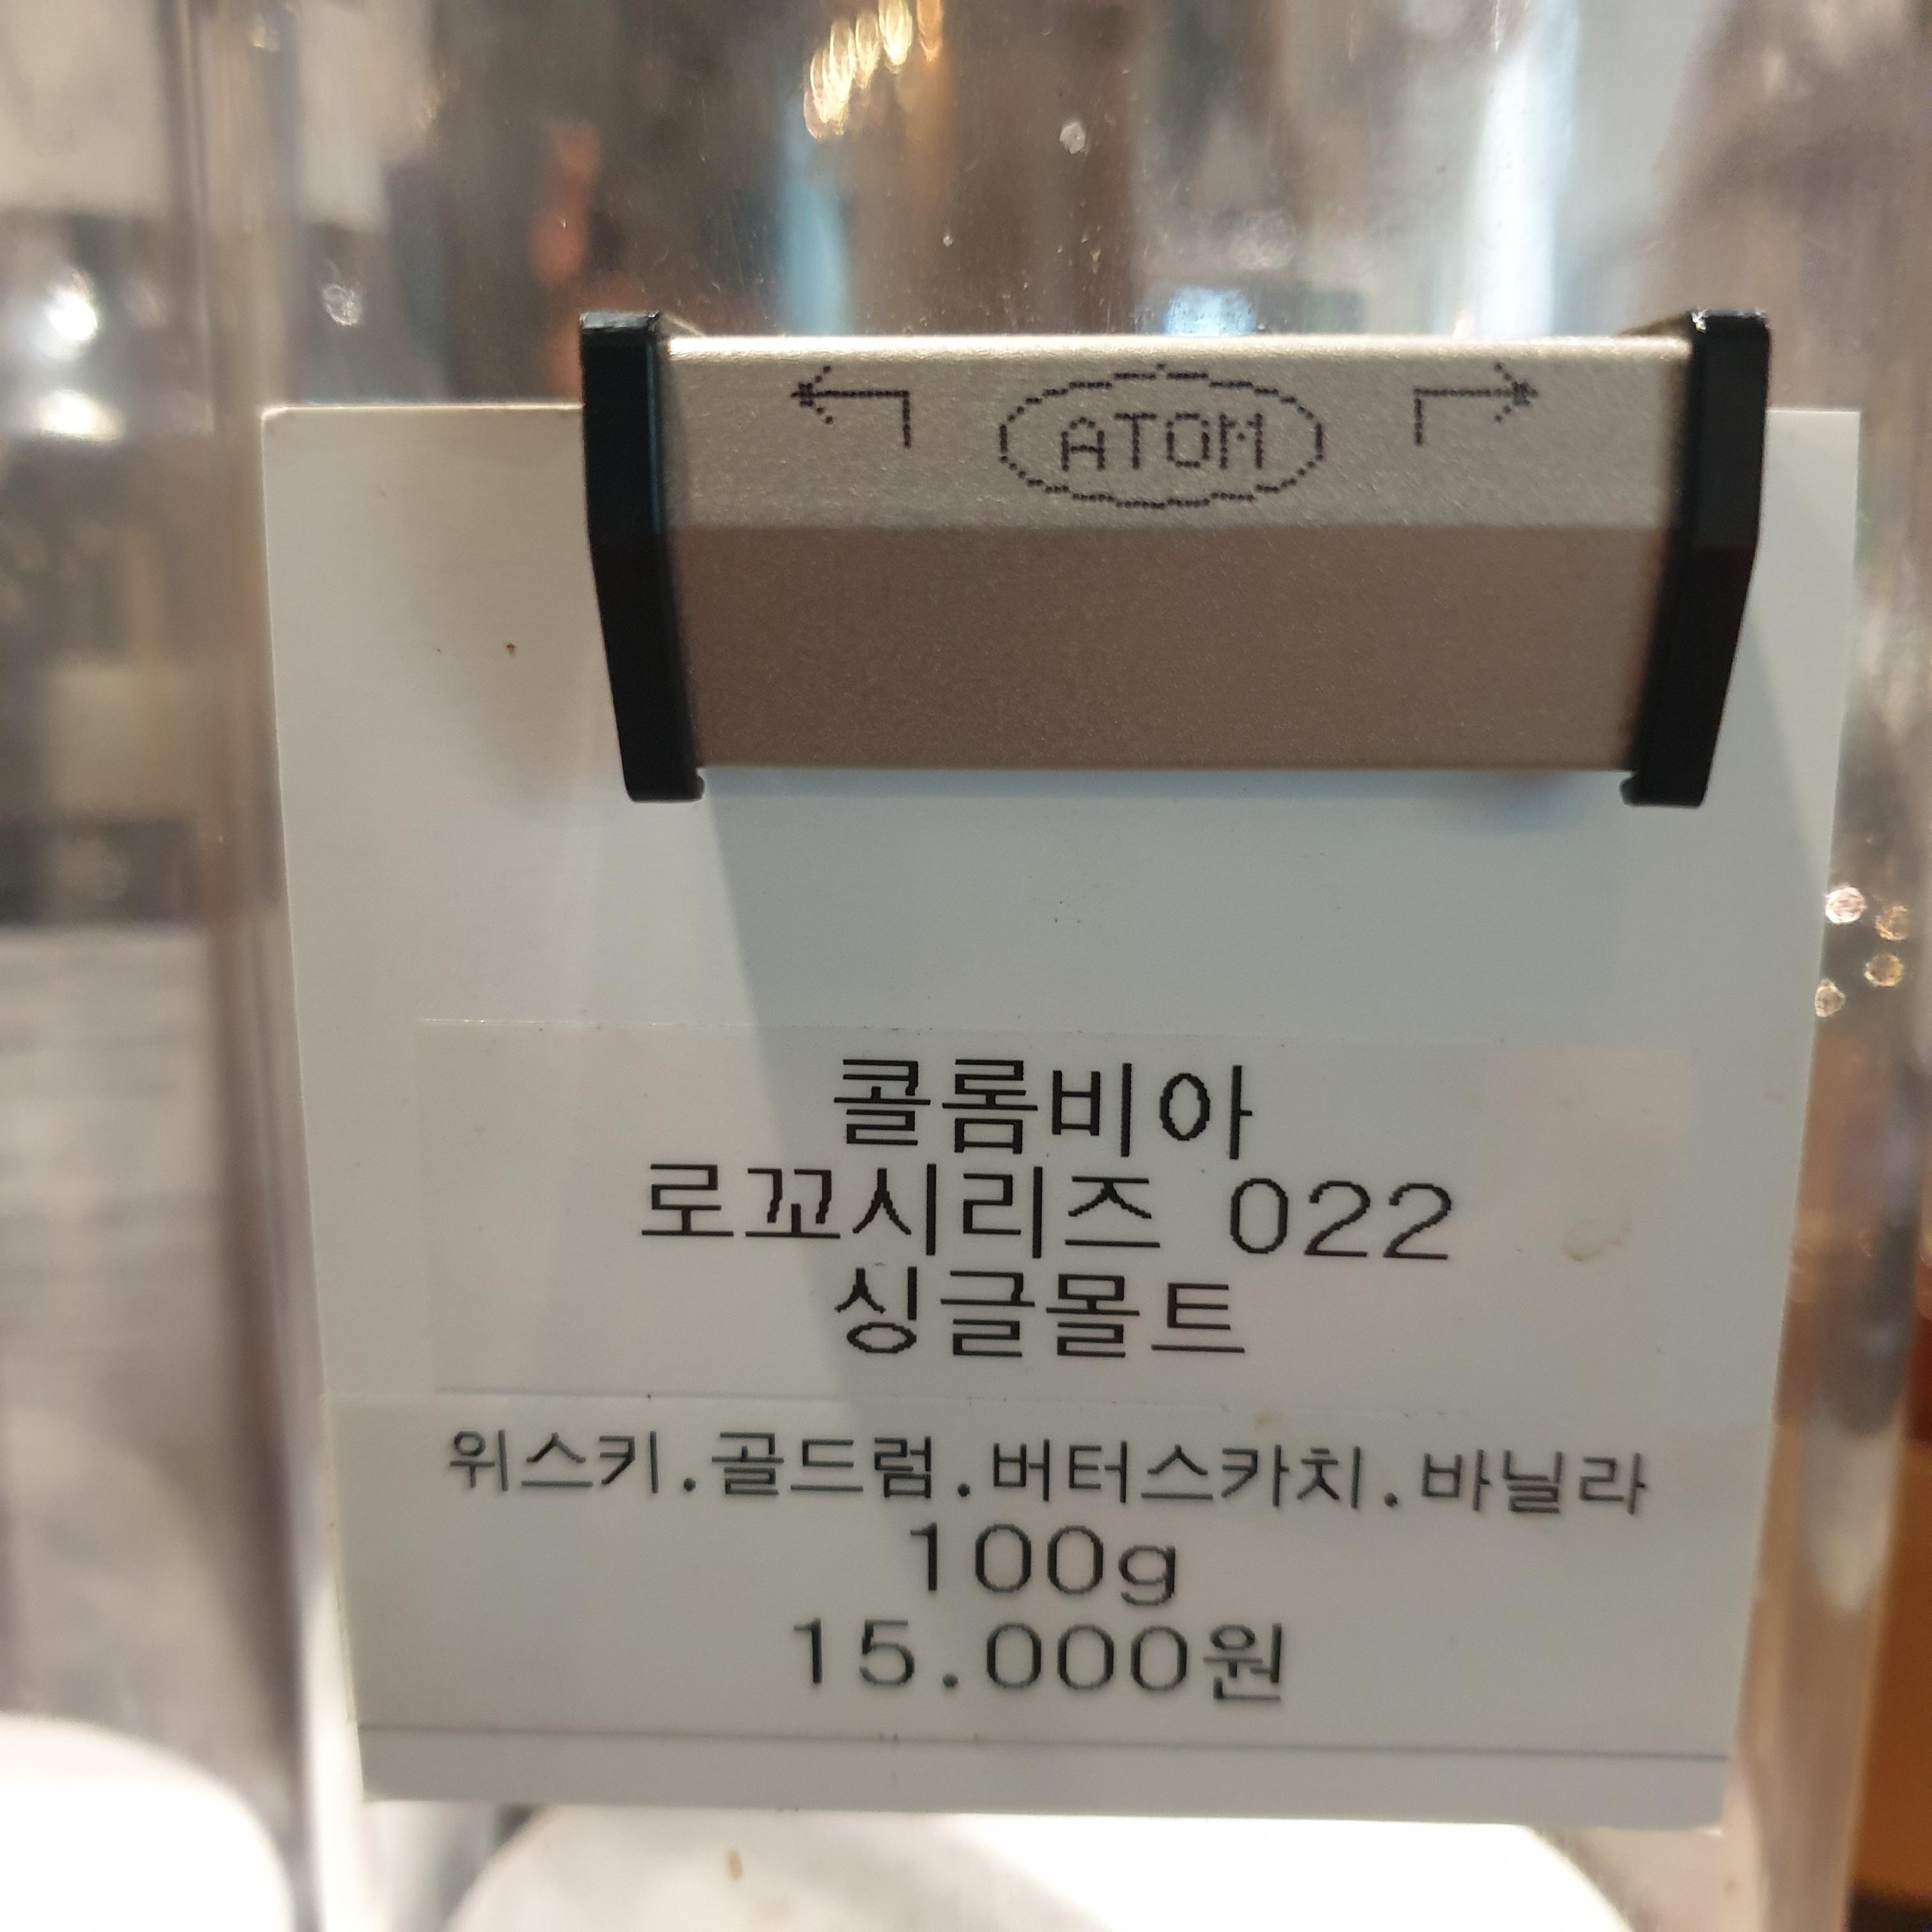 ATOM
콜롬비아
로꼬시리즈 022
싱글몰트
위스키.골드럼.버터스카치.바닐라
100g
15.000원